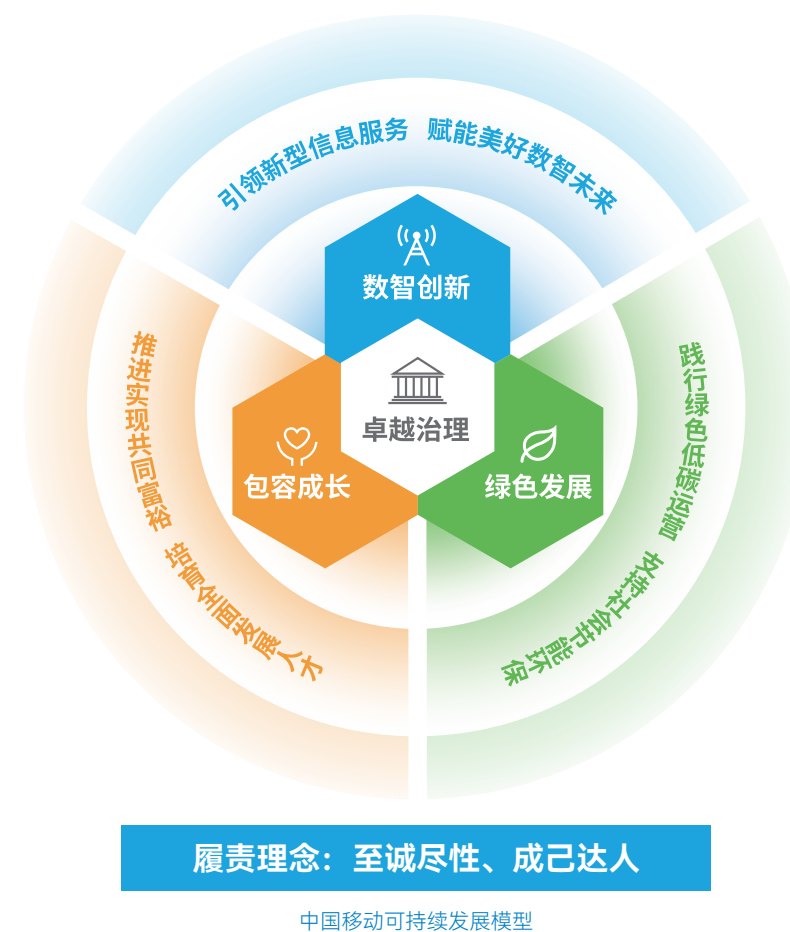 引领新型信息服务 赋能美好数智未来
数智创新
卓越治理
包容成长
绿色发展
推进实现共同富裕 培育全面发展人才
践行绿色低碳运营 支持社会节能环保
履责理念：至诚尽性、成己达人
中国移动可持续发展模型